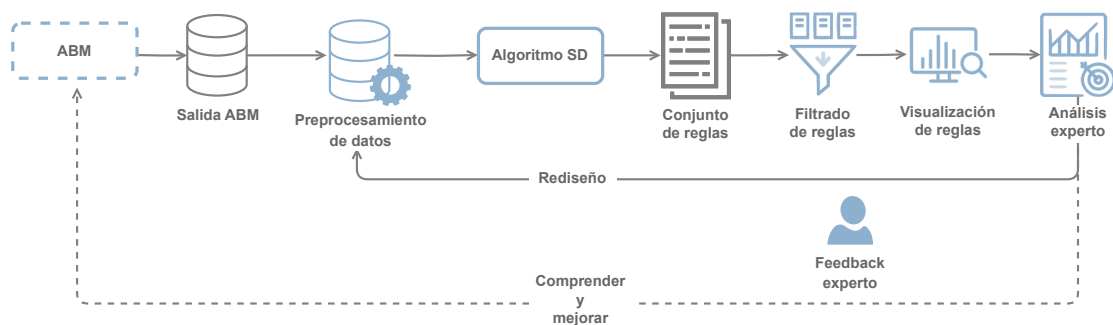 ABM
Salida ABM
Preprocesamiento
de datos
Algoritmo SD
Conjunto
de reglas
Filtrado
de reglas
Visualización
de reglas
Análisis
experto
Rediseño
Feedback
experto
Comprender
y
mejorar